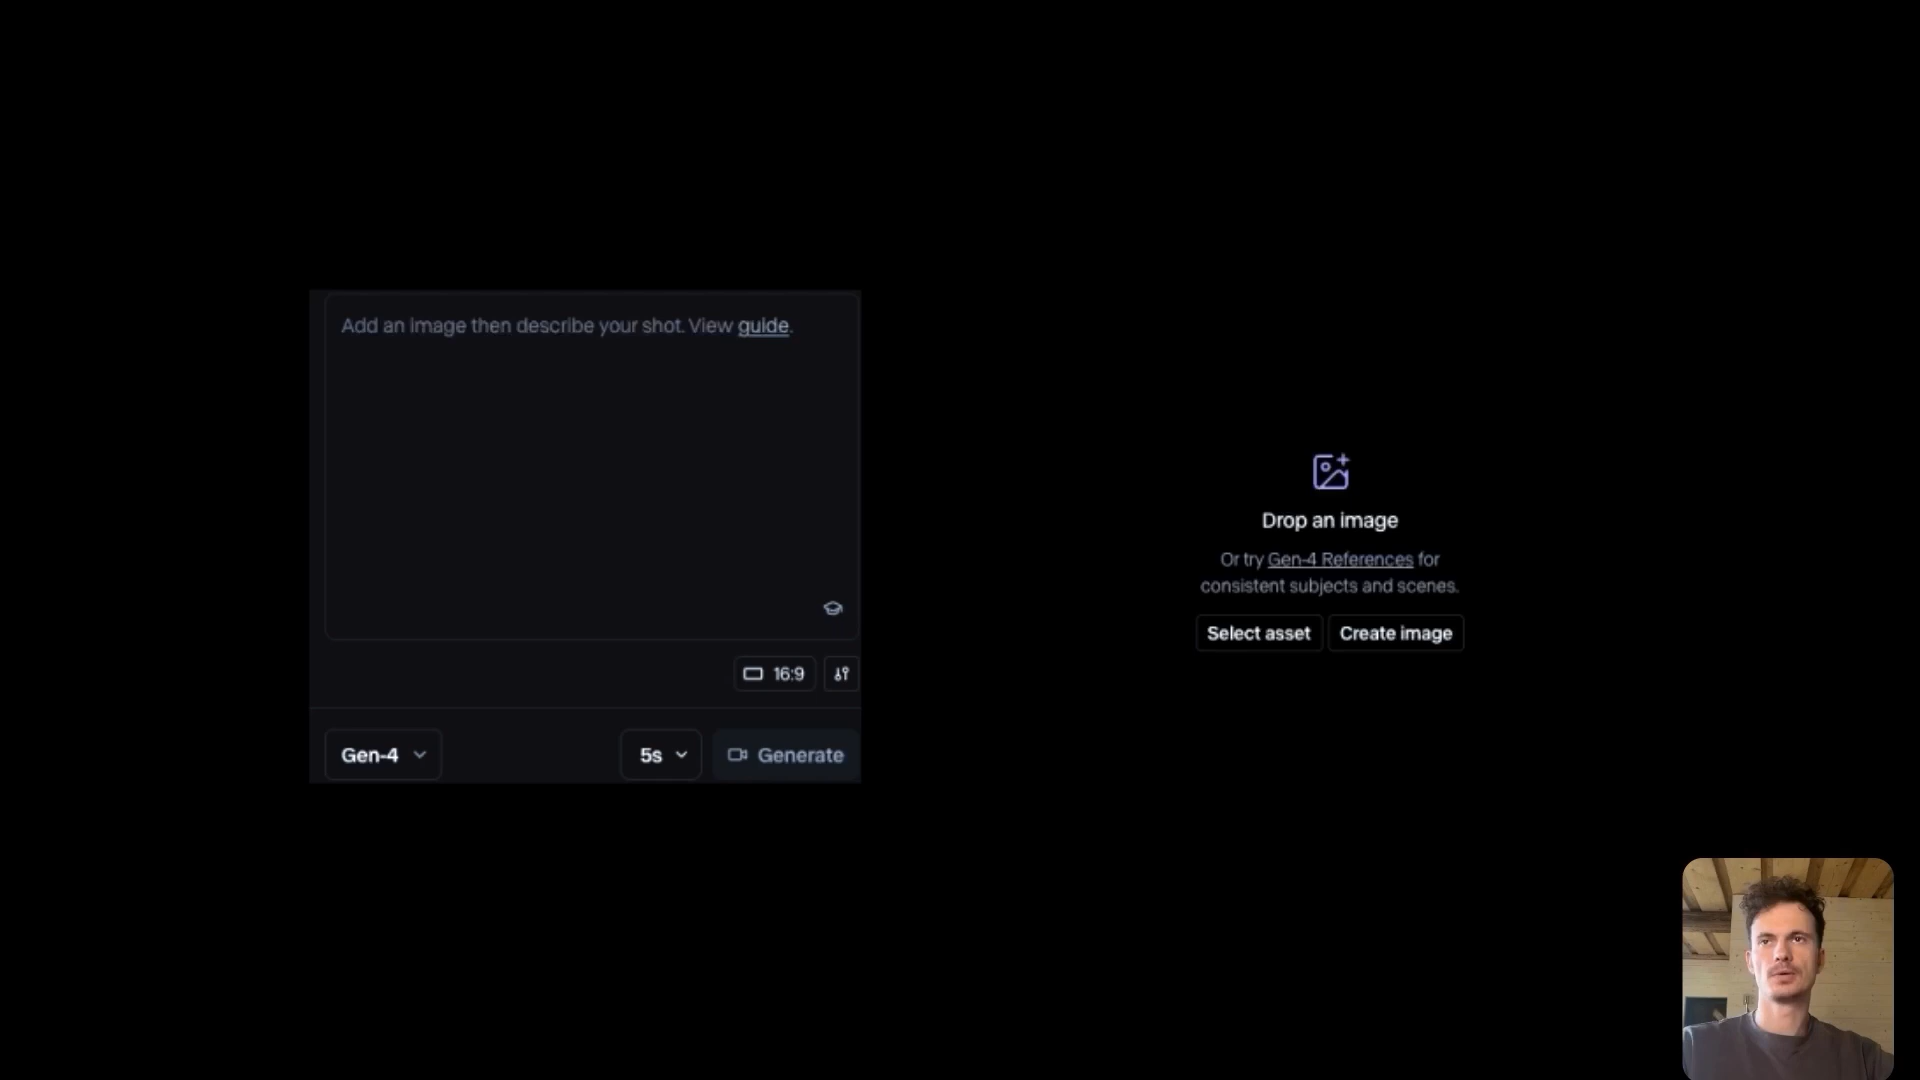 Add an image then describe your shot. View guide.
16:9
Gen-4
5s
Generate
Drop an image
Or try Gen-4 References for
consistent subjects and scenes.
Select asset
Create image